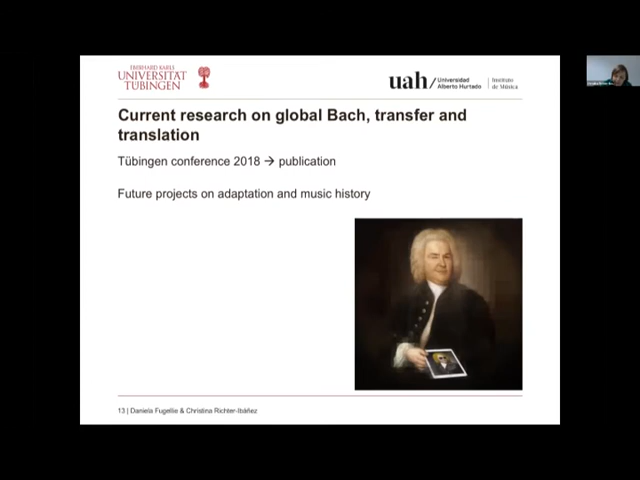 EBERHARD KARLS
UNIVERSITÄT
TÜBINGEN
uah/ Universidad
Alberto Hurtado
Instituto
de Música
Current research on global Bach, transfer and
translation
Tübingen conference 2018 → publication
Future projects on adaptation and music history
13 | Daniela Fugellie & Christina Richter-Ibáñez